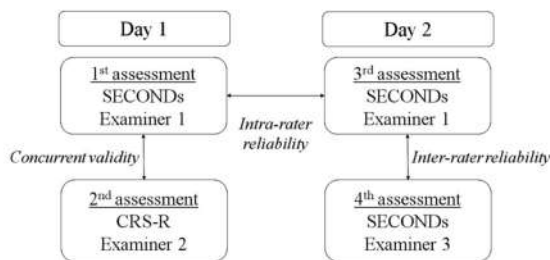 Day 1
Day 2
1st assessment
SECONDs
Examiner 1
3rd assessment
SECONDs
Examiner 1
Intra-rater
reliability
Concurrent validity
Inter-rater reliability
2nd assessment
CRS-R
Examiner 2
4th assessment
SECONDs
Examiner 3